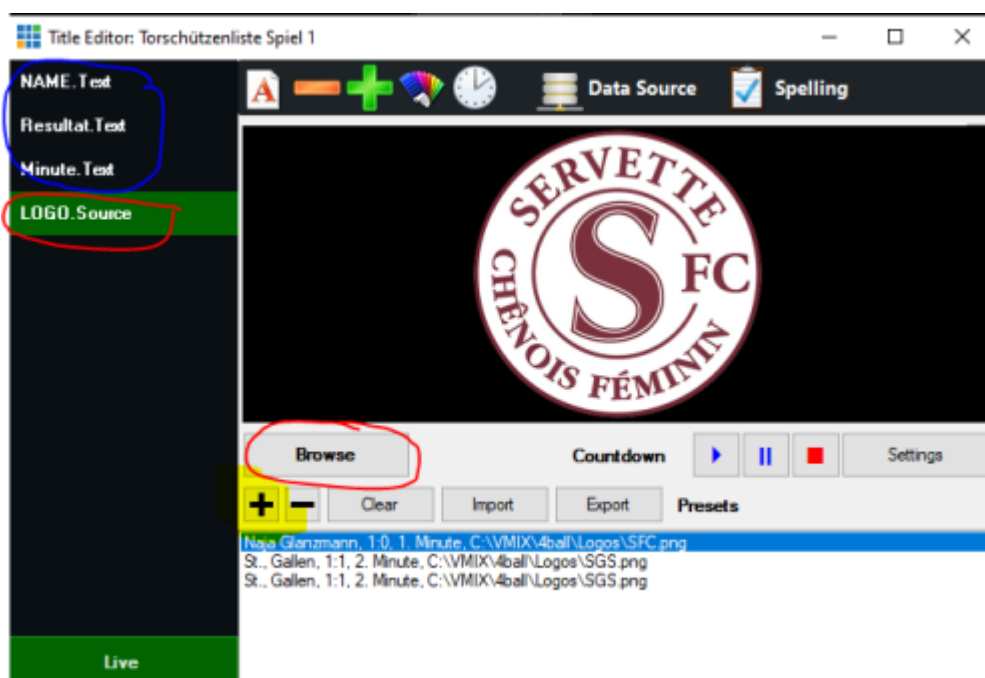 Title Editor: Torschützenliste Spiel 1
NAME.Text
Resultat.Text
Minute.Text
LOGO.Source
A
Data Source
Spelling
SERVETTE
S FC
CHÊNOIS FÉMININ
Browse
Countdown
Settings
Clear
Import
Export
Presets
Naja Glanzmann, 1:0, 1. Minute, C:\VMIX\4ball\Logos\SFC.png
St., Gallen, 1:1, 2. Minute, C:\VMIX\4ball\Logos\SGS.png
St., Gallen, 1:1, 2. Minute, C:\VMIX\4ball\Logos\SGS.png
Live